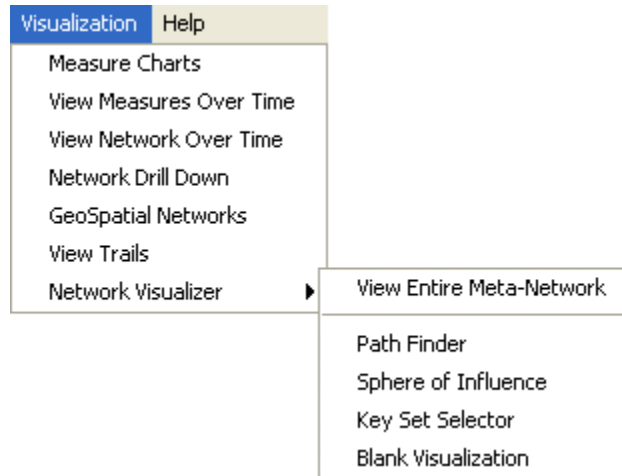 Visualization Help
Measure Charts
View Measures Over Time
View Network Over Time
Network Drill Down
GeoSpatial Networks
View Trails
Network Visualizer
View Entire Meta-Network
Path Finder
Sphere of Influence
Key Set Selector
Blank Visualization